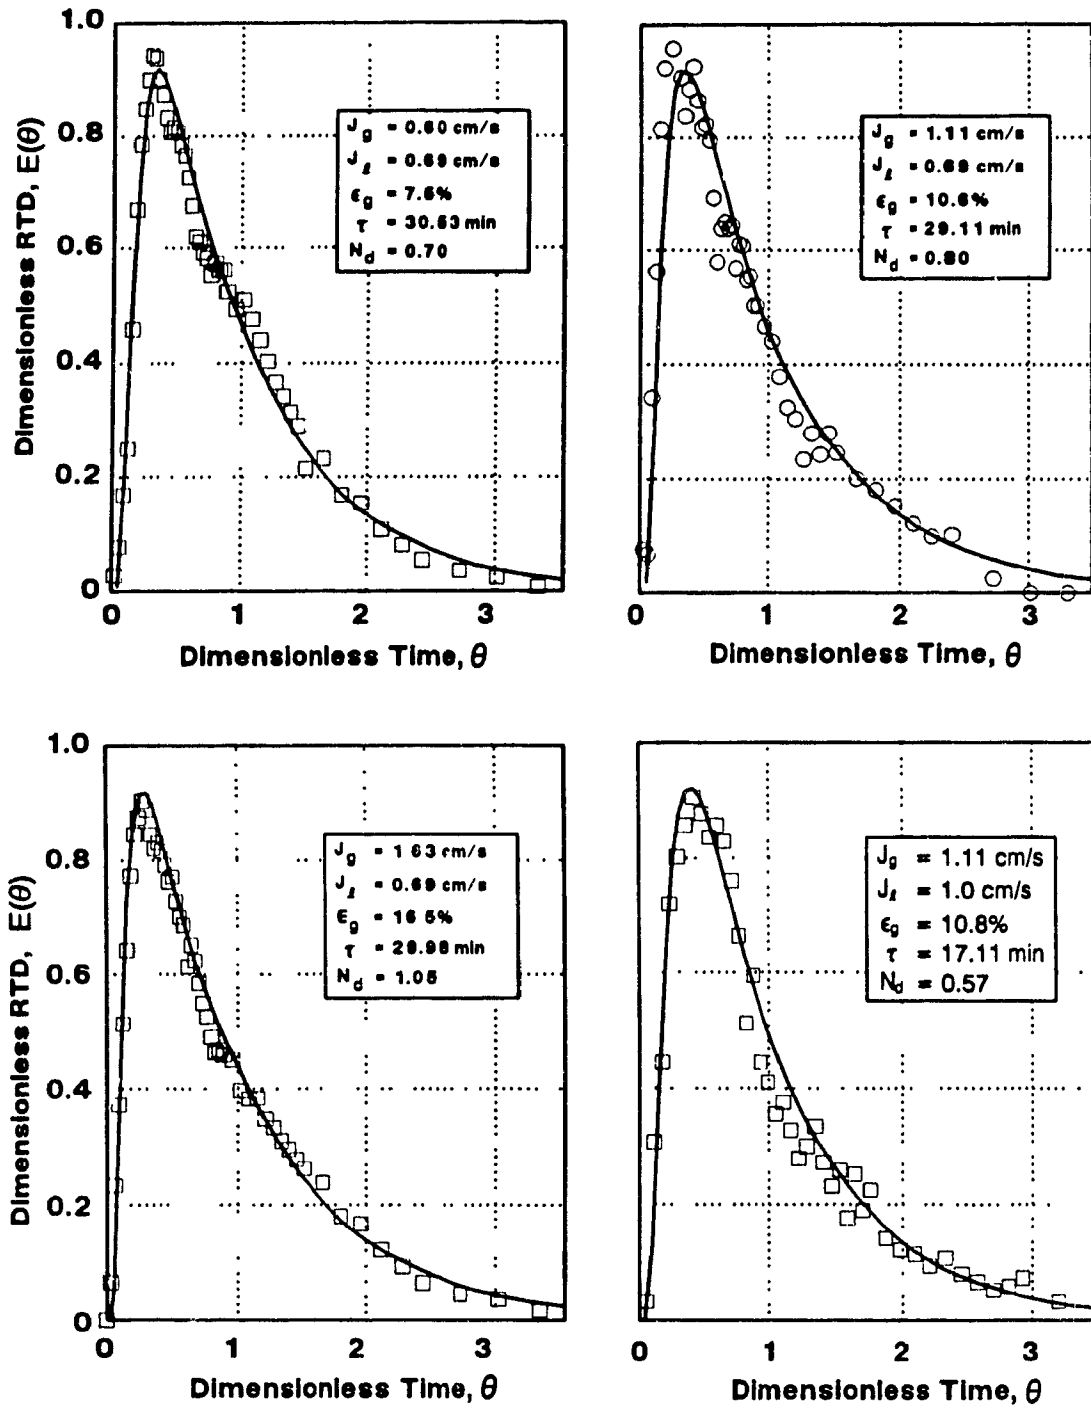 1.0
0.8
0.6
0.4
0.2
0
Dimensionless RTD, E(θ)
J_g = 0.60 cm/s
J_ℓ = 0.69 cm/s
ε_g = 7.6%
τ = 30.53 min
N_d = 0.70
0 1 2 3
Dimensionless Time, θ
J_g = 1.11 cm/s
J_ℓ = 0.69 cm/s
ε_g = 10.6%
τ = 29.11 min
N_d = 0.80
0 1 2 3
Dimensionless Time, θ
1.0
0.8
0.6
0.4
0.2
0
Dimensionless RTD, E(θ)
J_g = 1 63 cm/s
J_ℓ = 0.69 cm/s
ε_g = 16 5%
τ = 29.98 min
N_d = 1.05
0 1 2 3
Dimensionless Time, θ
J_g = 1.11 cm/s
J_ℓ = 1.0 cm/s
ε_g = 10.8%
τ = 17.11 min
N_d = 0.57
0 1 2 3
Dimensionless Time, θ